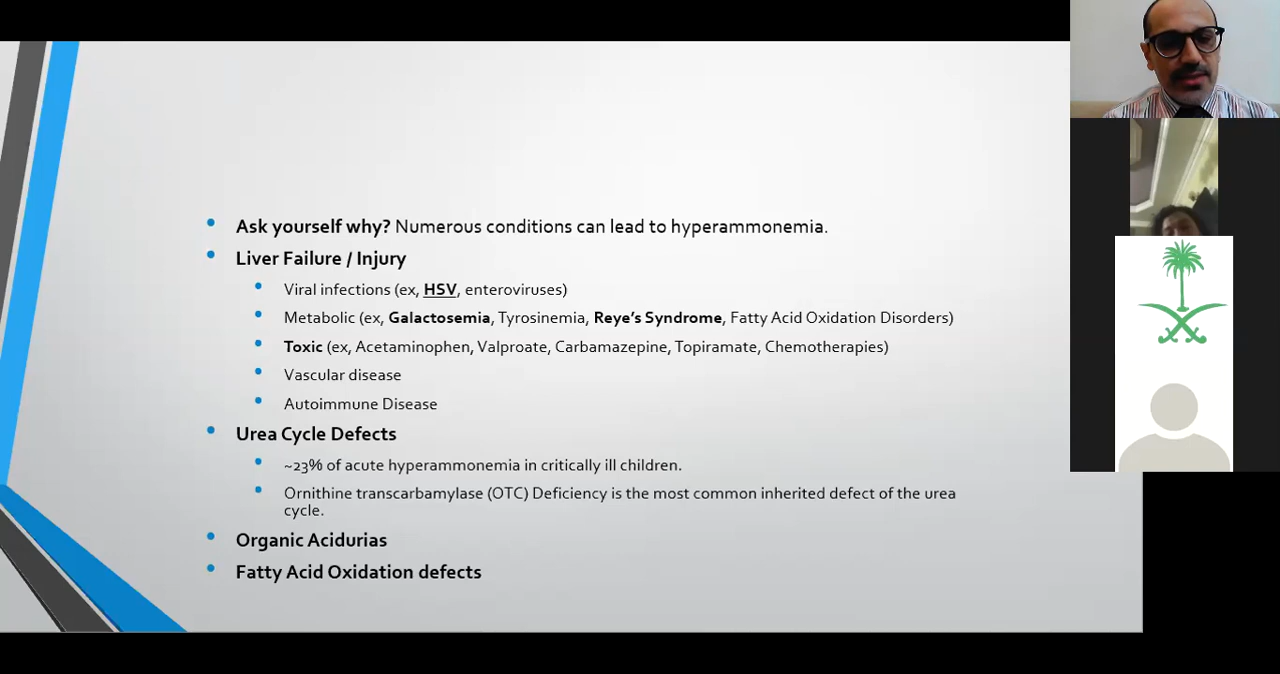 Ask yourself why? Numerous conditions can lead to hyperammonemia.
Liver Failure / Injury
Viral infections (ex, HSV, enteroviruses)
Metabolic (ex, Galactosemia, Tyrosinemia, Reye's Syndrome, Fatty Acid Oxidation Disorders)
Toxic (ex, Acetaminophen, Valproate, Carbamazepine, Topiramate, Chemotherapies)
Vascular disease
Autoimmune Disease
Urea Cycle Defects
~23% of acute hyperammonemia in critically ill children.
Ornithine transcarbamylase (OTC) Deficiency is the most common inherited defect of the urea
cycle.
Organic Acidurias
Fatty Acid Oxidation defects